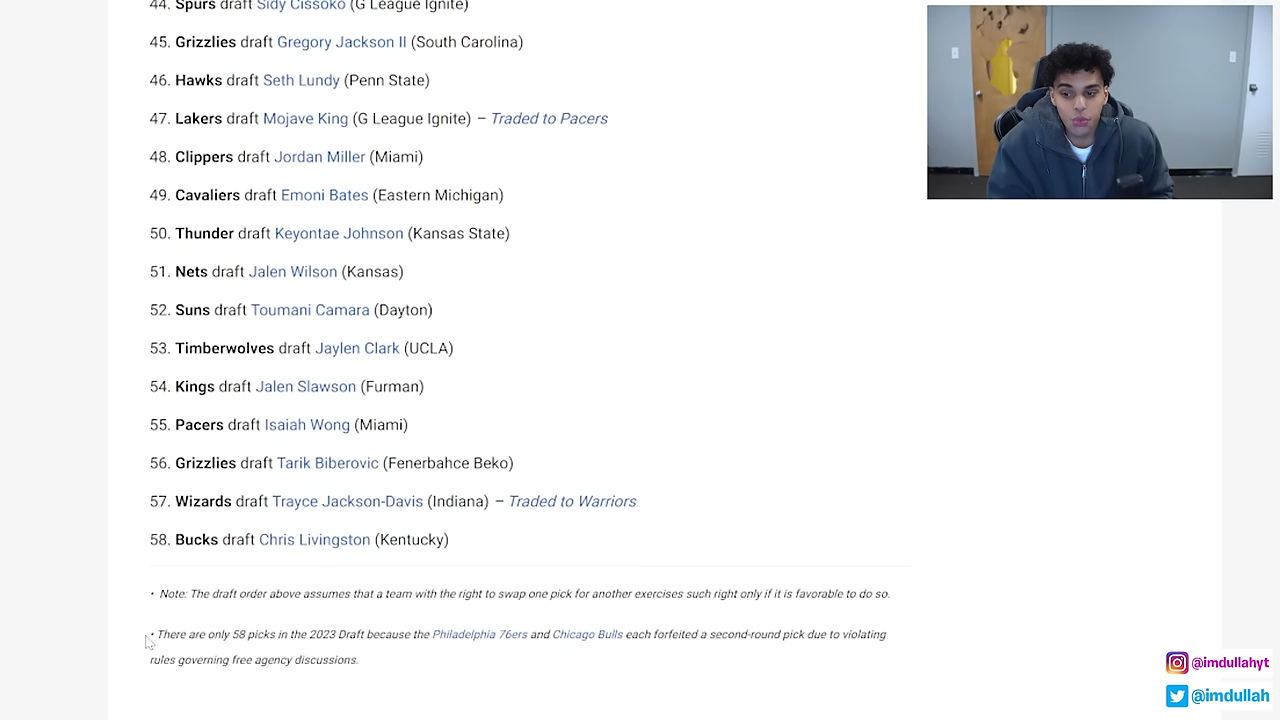 44. Spurs draft Sidy Cissoko (G League Ignite)
45. Grizzlies draft Gregory Jackson II (South Carolina)
46. Hawks draft Seth Lundy (Penn State)
47. Lakers draft Mojave King (G League Ignite) – Traded to Pacers
48. Clippers draft Jordan Miller (Miami)
49. Cavaliers draft Emoni Bates (Eastern Michigan)
50. Thunder draft Keyontae Johnson (Kansas State)
51. Nets draft Jalen Wilson (Kansas)
52. Suns draft Toumani Camara (Dayton)
53. Timberwolves draft Jaylen Clark (UCLA)
54. Kings draft Jalen Slawson (Furman)
55. Pacers draft Isaiah Wong (Miami)
56. Grizzlies draft Tarik Biberovic (Fenerbahce Beko)
57. Wizards draft Trayce Jackson-Davis (Indiana) – Traded to Warriors
58. Bucks draft Chris Livingston (Kentucky)
• Note: The draft order above assumes that a team with the right to swap one pick for another exercises such right only if it is favorable to do so.
• There are only 58 picks in the 2023 Draft because the Philadelphia 76ers and Chicago Bulls each forfeited a second-round pick due to violating
rules governing free agency discussions.
@imdullahyt
@imdullah